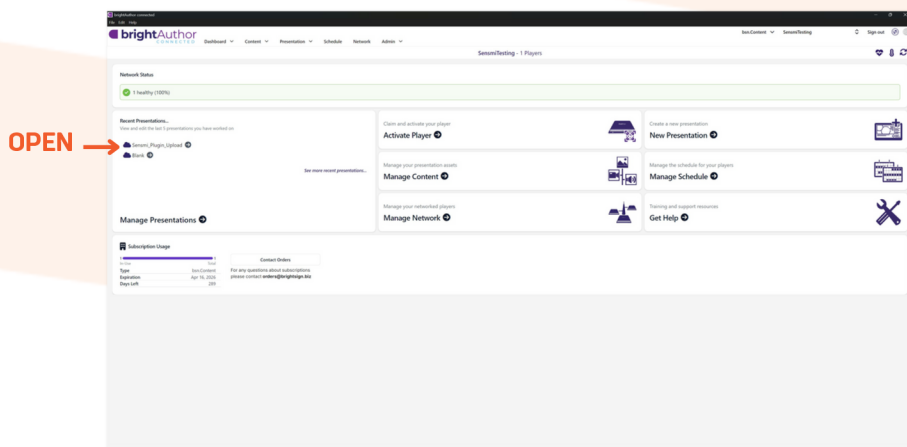 brightAuthor connected
File Edit Help
brightAuthor
CONNECTED
Dashboard Content Presentation Schedule Network Admin
bsn.Content SensmiTesting Sign out
SensmiTesting - 1 Players
Network Status
1 healthy (100%)
Recent Presentations...
View and edit the last 5 presentations you have worked on
OPEN
Sensmi_Plugin_Upload
Blank
See more recent presentations...
Manage Presentations
Claim and activate your player
Activate Player
Create a new presentation
New Presentation
Manage your presentation assets
Manage Content
Manage the schedule for your players
Manage Schedule
Manage your networked players
Manage Network
Training and support resources
Get Help
Subscription Usage
In Use Total
Type bsn.Content
Expiration Apr 16, 2026
Days Left 289
Contact Orders
For any questions about subscriptions
please contact orders@brightsign.biz